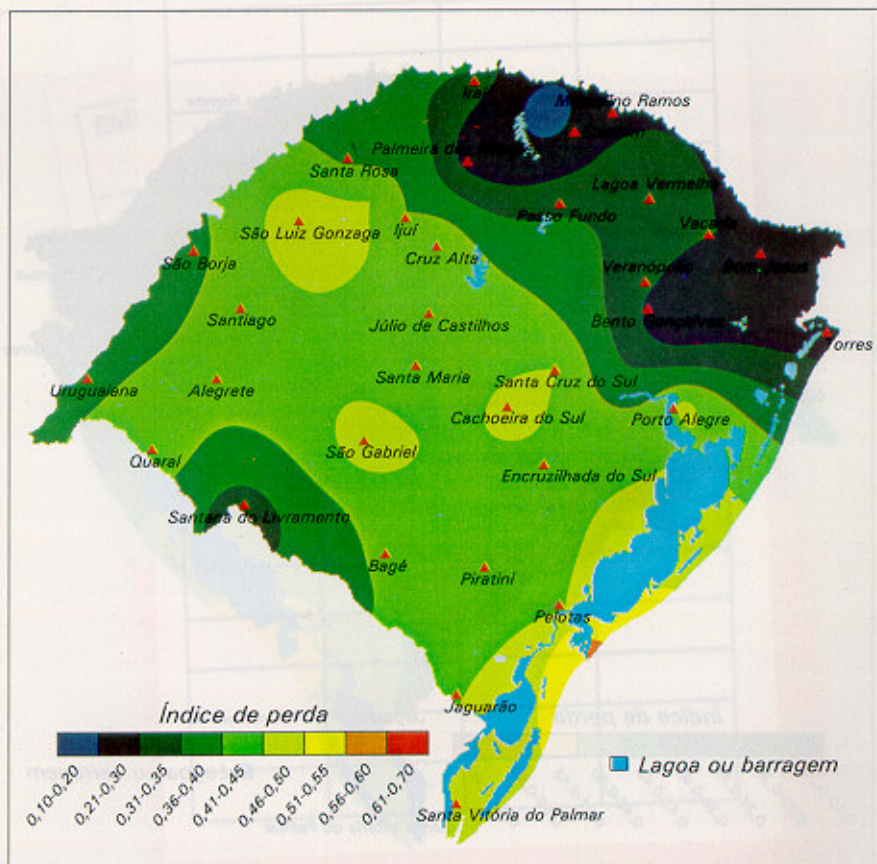 Iraí
Ramos
Palmeira das
Santa Rosa
Lagoa Vermelha
São Luiz Gonzaga
Ijuí
Passo Fundo
Vacaria
Cruz Alta
São Borja
Veranópolis
Bom Jesus
Santiago
Júlio de Castilhos
Bento Gonçalves
Torres
Santa Maria
Santa Cruz do Sul
Uruguaiana
Alegrete
Cachoeira do Sul
Porto Alegre
São Gabriel
Quaraí
Encruzilhada do Sul
Santana do Livramento
Bagé
Piratini
Pelotas
Jaguarão
Índice de perda
0,10-0,20
0,21-0,30
0,31-0,35
0,36-0,40
0,41-0,45
0,46-0,50
0,51-0,55
0,56-0,60
0,61-0,70
Lagoa ou barragem
Santa Vitória do Palmar